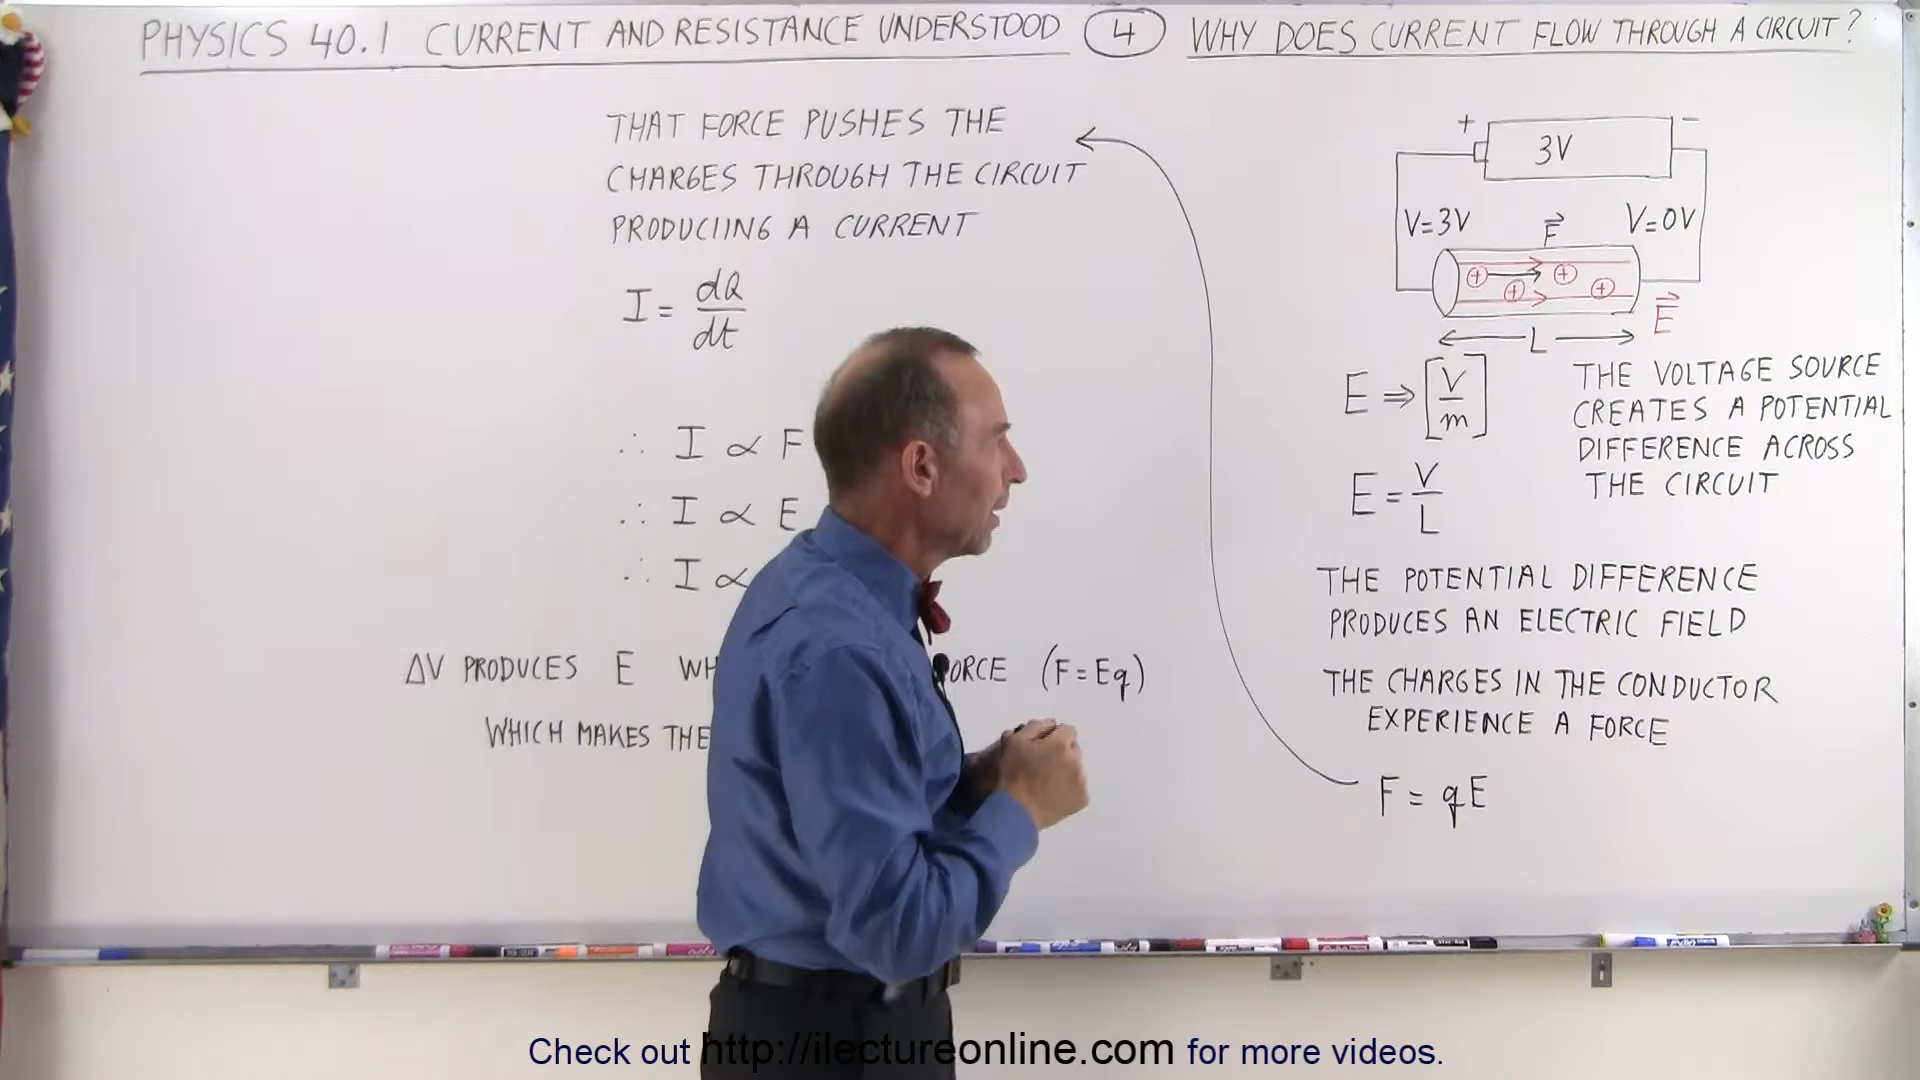 PHYSICS 40.1 CURRENT AND RESISTANCE UNDERSTOOD 4 WHY DOES CURRENT FLOW THROUGH A CIRCUIT?
THAT FORCE PUSHES THE
CHARGES THROUGH THE CIRCUIT
PRODUCIING A CURRENT
I = dQ/dt
∴ I ∝ F
∴ I ∝ E
∴ I ∝
ΔV PRODUCES E WH ORCE (F=Eq)
WHICH MAKES THE
+ 3V −
V=3V F⃗ V=0V
+ + + + E⃗
L
E ⇒ [V/m]
E = V/L
THE VOLTAGE SOURCE
CREATES A POTENTIAL
DIFFERENCE ACROSS
THE CIRCUIT
THE POTENTIAL DIFFERENCE
PRODUCES AN ELECTRIC FIELD
THE CHARGES IN THE CONDUCTOR
EXPERIENCE A FORCE
F = qE
Check out http://ilectureonline.com for more videos.